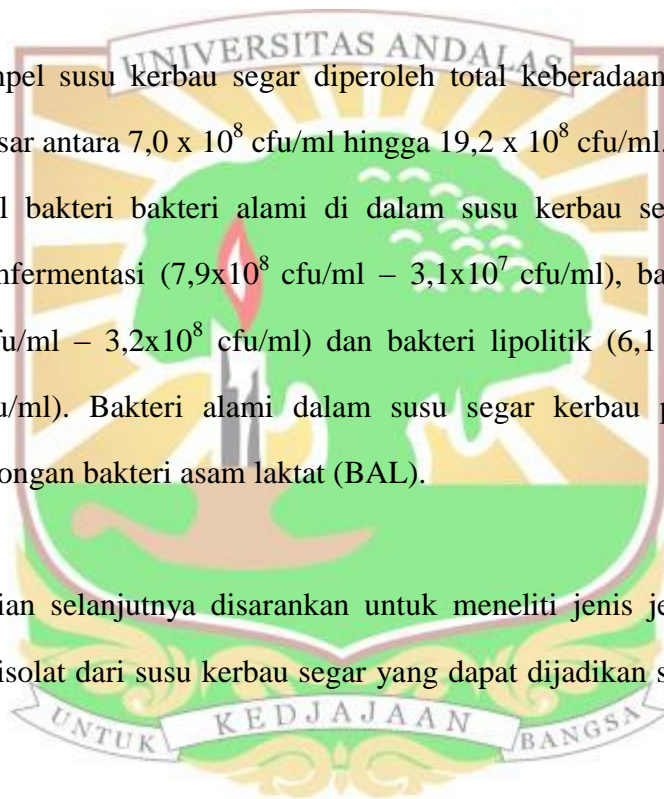 UNIVERSITAS ANDALAS
mpel susu kerbau segar diperoleh total keberadaan
sar antara 7,0 x 10⁸ cfu/ml hingga 19,2 x 10⁸ cfu/ml.
l bakteri bakteri alami di dalam susu kerbau se
nfermentasi (7,9x10⁸ cfu/ml – 3,1x10⁷ cfu/ml), ba
fu/ml – 3,2x10⁸ cfu/ml) dan bakteri lipolitik (6,1
u/ml). Bakteri alami dalam susu segar kerbau p
ongan bakteri asam laktat (BAL).
ian selanjutnya disarankan untuk meneliti jenis je
isolat dari susu kerbau segar yang dapat dijadikan s
UNTUK KEDJAJAAN BANGSA